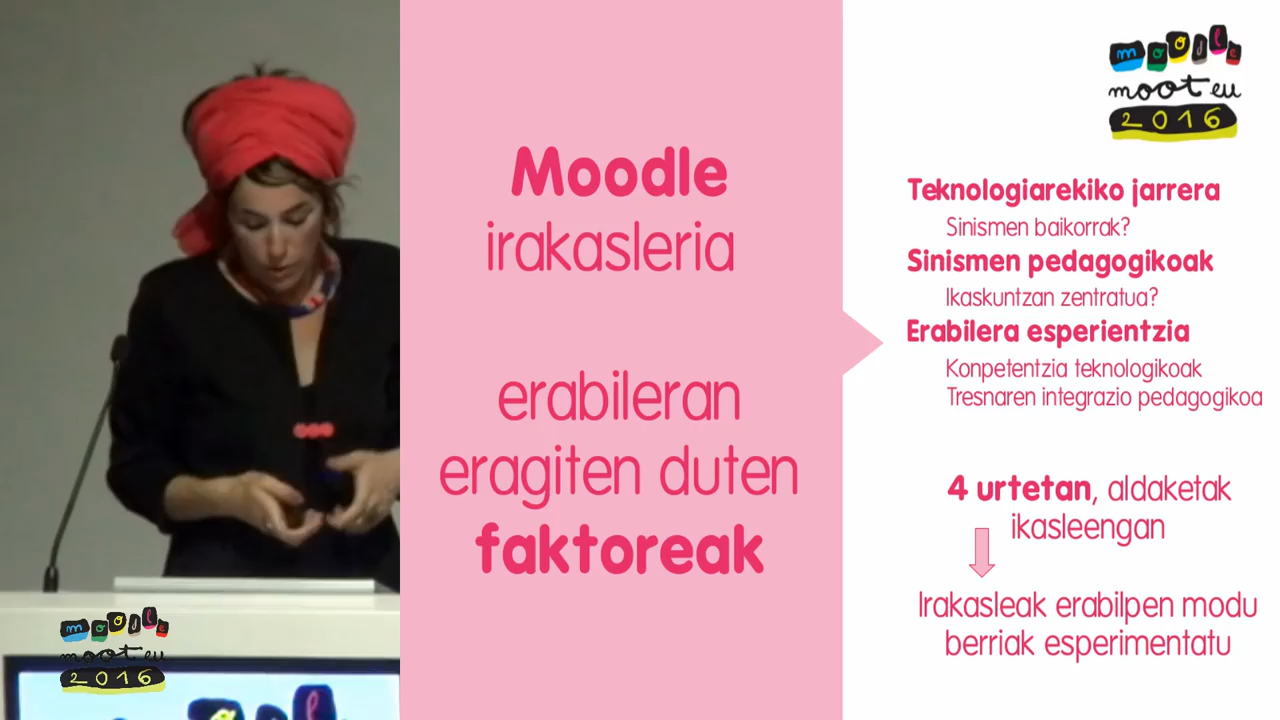 Moodle
irakasleria
erabileran
eragiten duten
faktoreak
moodle
moot eu
2016
Teknologiarekiko jarrera
Sinismen baikorrak?
Sinismen pedagogikoak
Ikaskuntzan zentratua?
Erabilera esperientzia
Konpetentzia teknologikoak
Tresnaren integrazio pedagogikoa
4 urtetan, aldaketak
ikasleengan
Irakasleak erabilpen modu
berriak esperimentatu
moodle
moot eu
2016